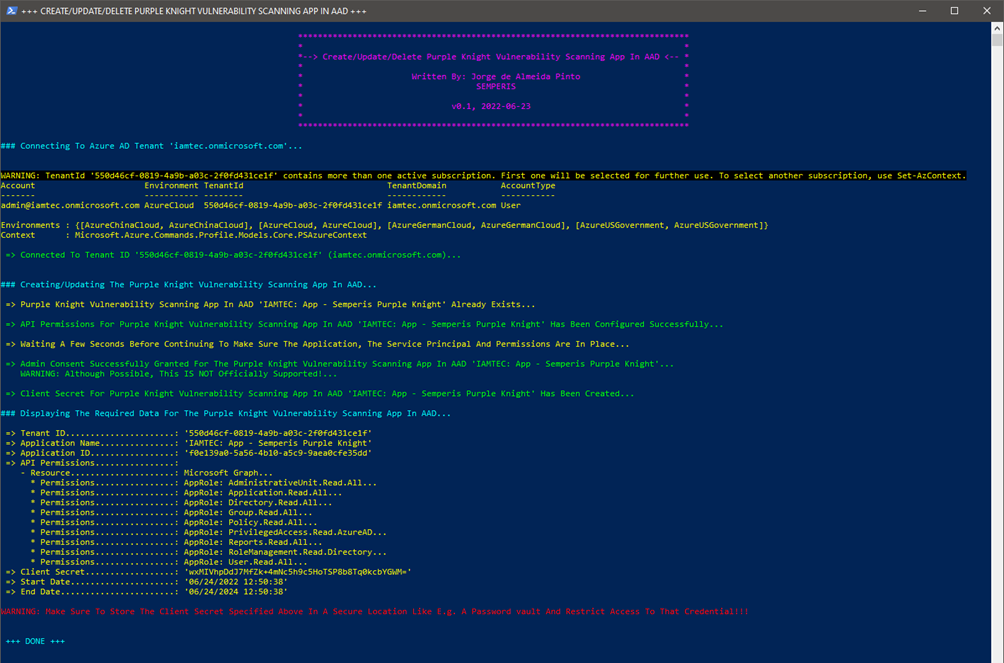 +++ CREATE/UPDATE/DELETE PURPLE KNIGHT VULNERABILITY SCANNING APP IN AAD +++
*******************************************************************************
*                                                                             *
*--> Create/Update/Delete Purple Knight Vulnerability Scanning App In AAD <-- *
*                                                                             *
*                      Written By: Jorge de Almeida Pinto                      *
*                                   SEMPERIS                                  *
*                                                                             *
*                              v0.1, 2022-06-23                               *
*                                                                             *
*******************************************************************************
### Connecting To Azure AD Tenant 'iamtec.onmicrosoft.com'...
WARNING: TenantId '550d46cf-0819-4a9b-a03c-2f0fd431ce1f' contains more than one active subscription. First one will be selected for further use. To select another subscription, use Set-AzContext.
Account                      Environment TenantId                             TenantDomain           AccountType
-------                      ----------- --------                             ------------           -----------
admin@iamtec.onmicrosoft.com AzureCloud  550d46cf-0819-4a9b-a03c-2f0fd431ce1f iamtec.onmicrosoft.com User
Environments : {[AzureChinaCloud, AzureChinaCloud], [AzureCloud, AzureCloud], [AzureGermanCloud, AzureGermanCloud], [AzureUSGovernment, AzureUSGovernment]}
Context      : Microsoft.Azure.Commands.Profile.Models.Core.PSAzureContext
=> Connected To Tenant ID '550d46cf-0819-4a9b-a03c-2f0fd431ce1f' (iamtec.onmicrosoft.com)...
### Creating/Updating The Purple Knight Vulnerability Scanning App In AAD...
=> Purple Knight Vulnerability Scanning App In AAD 'IAMTEC: App - Semperis Purple Knight' Already Exists...
=> API Permissions For Purple Knight Vulnerability Scanning App In AAD 'IAMTEC: App - Semperis Purple Knight' Has Been Configured Successfully...
=> Waiting A Few Seconds Before Continuing To Make Sure The Application, The Service Principal And Permissions Are In Place...
=> Admin Consent Successfully Granted For The Purple Knight Vulnerability Scanning App In AAD 'IAMTEC: App - Semperis Purple Knight'...
WARNING: Although Possible, This IS NOT Officially Supported!...
=> Client Secret For Purple Knight Vulnerability Scanning App In AAD 'IAMTEC: App - Semperis Purple Knight' Has Been Created...
### Displaying The Required Data For The Purple Knight Vulnerability Scanning App In AAD...
=> Tenant ID......................: '550d46cf-0819-4a9b-a03c-2f0fd431ce1f'
=> Application Name...............: 'IAMTEC: App - Semperis Purple Knight'
=> Application ID.................: 'f0e139a0-5a56-4b10-a5c9-9aea0cfe35dd'
=> API Permissions................:
- Resource.....................: Microsoft Graph...
* Permissions................: AppRole: AdministrativeUnit.Read.All...
* Permissions................: AppRole: Application.Read.All...
* Permissions................: AppRole: Directory.Read.All...
* Permissions................: AppRole: Group.Read.All...
* Permissions................: AppRole: Policy.Read.All...
* Permissions................: AppRole: PrivilegedAccess.Read.AzureAD...
* Permissions................: AppRole: Reports.Read.All...
* Permissions................: AppRole: RoleManagement.Read.Directory...
* Permissions................: AppRole: User.Read.All...
=> Client Secret..................: 'wxMIVhpDdJ7MfZk+4mNc5h9c5HoTSP8b8Tq0kcbYGWM='
=> Start Date.....................: '06/24/2022 12:50:38'
=> End Date.......................: '06/24/2024 12:50:38'
WARNING: Make Sure To Store The Client Secret Specified Above In A Secure Location Like E.g. A Password vault And Restrict Access To That Credential!!!
+++ DONE +++